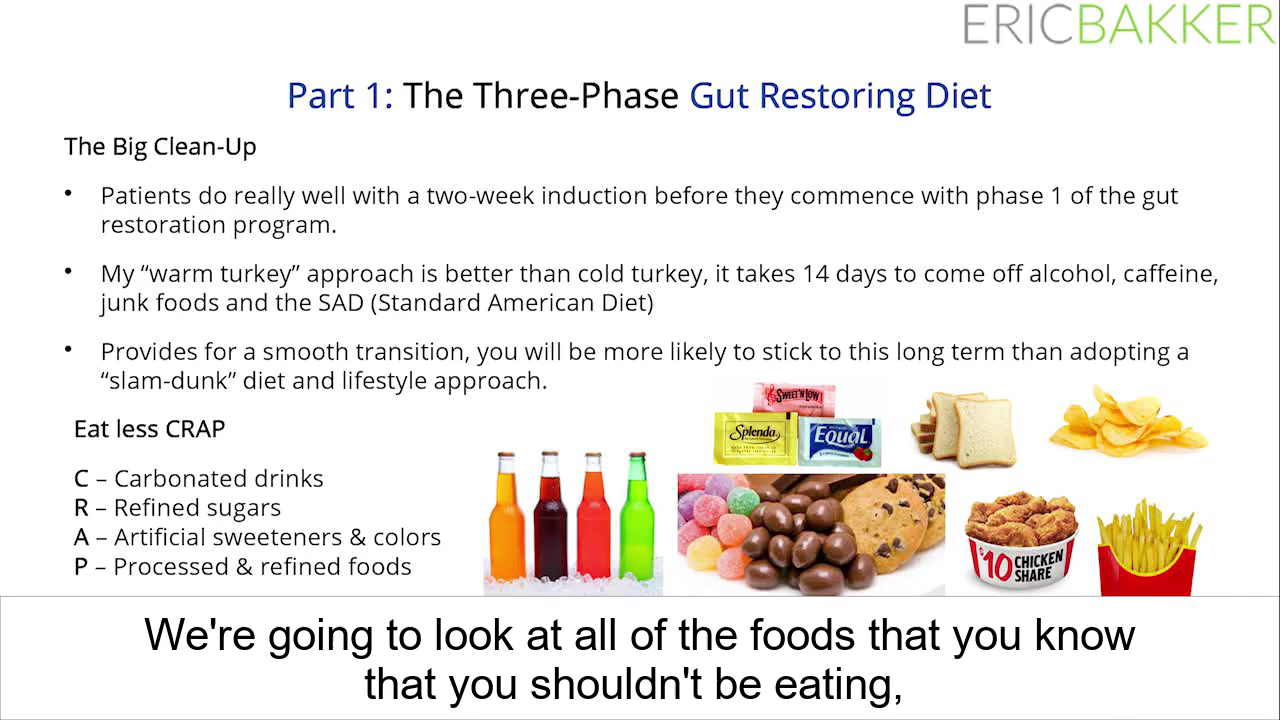 ERICBAKKER
Part 1: The Three-Phase Gut Restoring Diet
The Big Clean-Up
• Patients do really well with a two-week induction before they commence with phase 1 of the gut
restoration program.
• My “warm turkey” approach is better than cold turkey, it takes 14 days to come off alcohol, caffeine,
junk foods and the SAD (Standard American Diet)
• Provides for a smooth transition, you will be more likely to stick to this long term than adopting a
“slam-dunk” diet and lifestyle approach.
Eat less CRAP
C – Carbonated drinks
R – Refined sugars
A – Artificial sweeteners & colors
P – Processed & refined foods
Sweet'N Low
Splenda
Equal
$10 CHICKEN
SHARE
We're going to look at all of the foods that you know
that you shouldn't be eating,